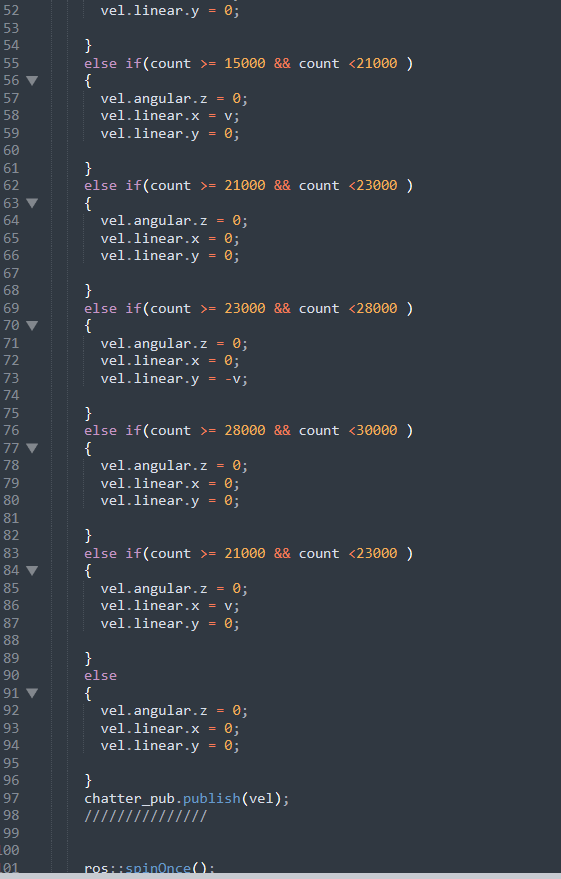 52 vel.linear.y = 0;
53
54 }
55 else if(count >= 15000 && count <21000 )
56 {
57 vel.angular.z = 0;
58 vel.linear.x = v;
59 vel.linear.y = 0;
60
61 }
62 else if(count >= 21000 && count <23000 )
63 {
64 vel.angular.z = 0;
65 vel.linear.x = 0;
66 vel.linear.y = 0;
67
68 }
69 else if(count >= 23000 && count <28000 )
70 {
71 vel.angular.z = 0;
72 vel.linear.x = 0;
73 vel.linear.y = -v;
74
75 }
76 else if(count >= 28000 && count <30000 )
77 {
78 vel.angular.z = 0;
79 vel.linear.x = 0;
80 vel.linear.y = 0;
81
82 }
83 else if(count >= 21000 && count <23000 )
84 {
85 vel.angular.z = 0;
86 vel.linear.x = v;
87 vel.linear.y = 0;
88
89 }
90 else
91 {
92 vel.angular.z = 0;
93 vel.linear.x = 0;
94 vel.linear.y = 0;
95
96 }
97 chatter_pub.publish(vel);
98 ///////////////
99
00
01 ros::spinOnce();